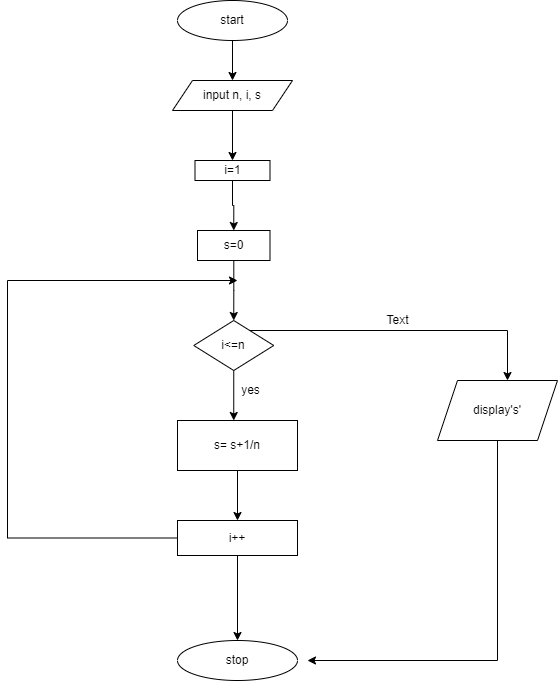 start
input n, i, s
i=1
s=0
i<=n
Text
yes
display's'
s= s+1/n
i++
stop